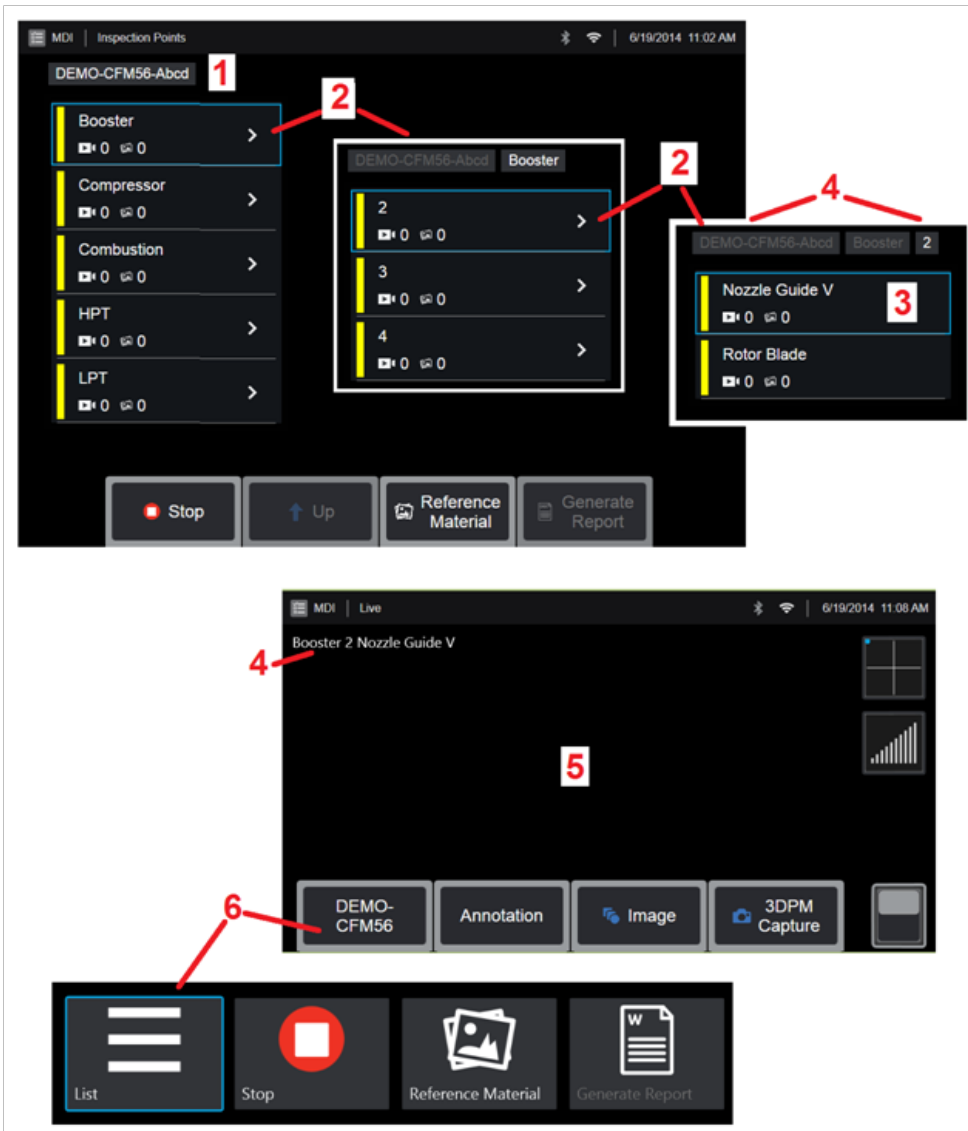 MDI | Inspection Points 6/19/2014 11:02 AM
DEMO-CFM56-Abcd 1
Booster
0 0
2
Compressor
0 0
Combustion
0 0
HPT
0 0
LPT
0 0
DEMO-CFM56-Abcd Booster
2
0 0
3
0 0
4
0 0
2
4
DEMO-CFM56-Abcd Booster 2
Nozzle Guide V
0 0
3
Rotor Blade
0 0
Stop
Up
Reference
Material
Generate
Report
MDI | Live 6/19/2014 11:08 AM
Booster 2 Nozzle Guide V
4
5
6
DEMO-
CFM56
Annotation
Image
3DPM
Capture
List
Stop
Reference Material
W
Generate Report